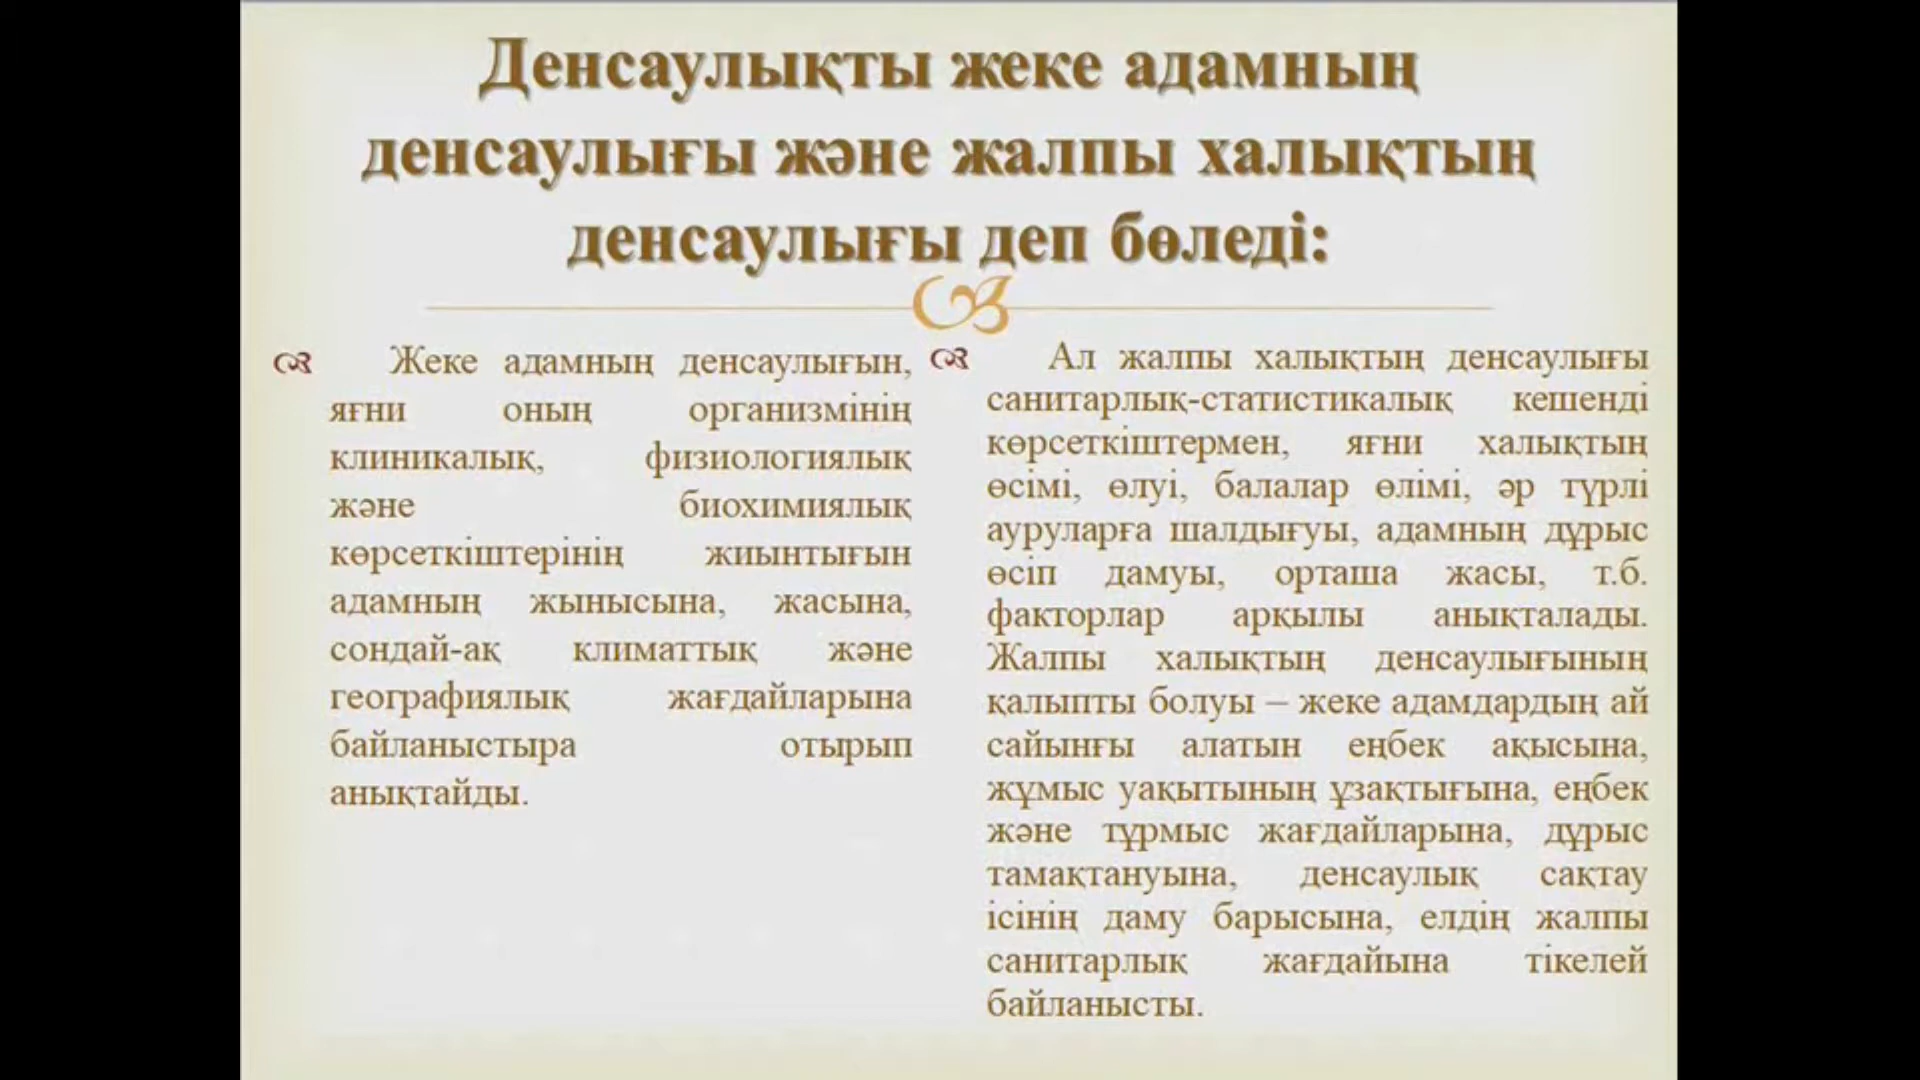 Денсаулықты жеке адамның
денсаулығы және жалпы халықтың
денсаулығы деп бөледі:
Жеке адамның денсаулығын,
яғни оның организмінің
клиникалық, физиологиялық
және биохимиялық
көрсеткіштерінің жиынтығын
адамның жынысына, жасына,
сондай-ақ климаттық және
географиялық жағдайларына
байланыстыра отырып
анықтайды.
Ал жалпы халықтың денсаулығы
санитарлық-статистикалық кешенді
көрсеткіштермен, яғни халықтың
өсімі, өлуі, балалар өлімі, әр түрлі
ауруларға шалдығуы, адамның дұрыс
өсіп дамуы, орташа жасы, т.б.
факторлар арқылы анықталады.
Жалпы халықтың денсаулығының
қалыпты болуы – жеке адамдардың ай
сайынғы алатын еңбек ақысына,
жұмыс уақытының ұзақтығына, еңбек
және тұрмыс жағдайларына, дұрыс
тамақтануына, денсаулық сақтау
ісінің даму барысына, елдің жалпы
санитарлық жағдайына тікелей
байланысты.